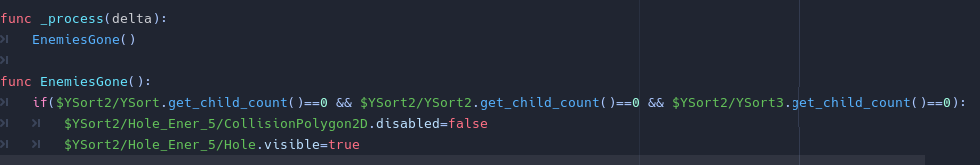 func _process(delta):
EnemiesGone()
func EnemiesGone():
if($YSort2/YSort.get_child_count()==0 && $YSort2/YSort2.get_child_count()==0 && $YSort2/YSort3.get_child_count()==0):
$YSort2/Hole_Ener_5/CollisionPolygon2D.disabled=false
$YSort2/Hole_Ener_5/Hole.visible=true